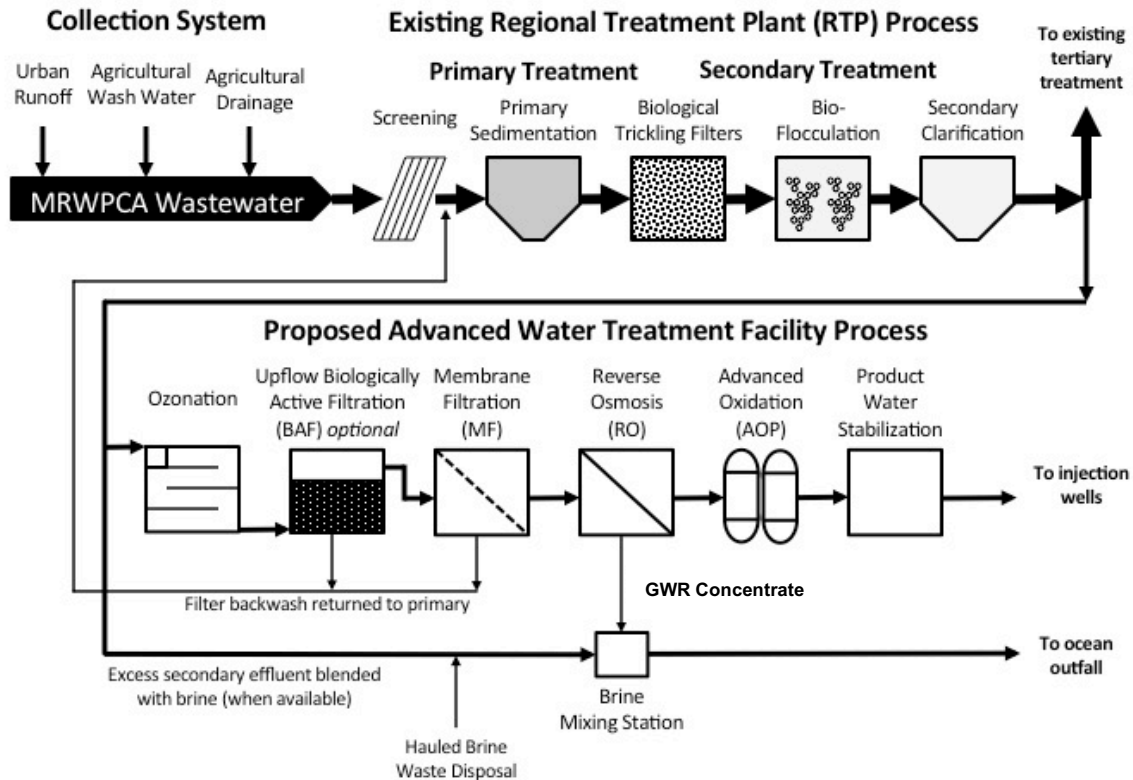 Collection System
Existing Regional Treatment Plant (RTP) Process
To existing
tertiary
treatment
Urban
Runoff
Agricultural
Wash Water
Agricultural
Drainage
Primary Treatment
Secondary Treatment
Screening
Primary
Sedimentation
Biological
Trickling Filters
Bio-
Flocculation
Secondary
Clarification
MRWPCA Wastewater
Proposed Advanced Water Treatment Facility Process
Ozonation
Upflow Biologically
Active Filtration
(BAF) optional
Membrane
Filtration
(MF)
Reverse
Osmosis
(RO)
Advanced
Oxidation
(AOP)
Product
Water
Stabilization
To injection
wells
GWR Concentrate
Filter backwash returned to primary
To ocean
outfall
Excess secondary effluent blended
with brine (when available)
Brine
Mixing Station
Hauled Brine
Waste Disposal